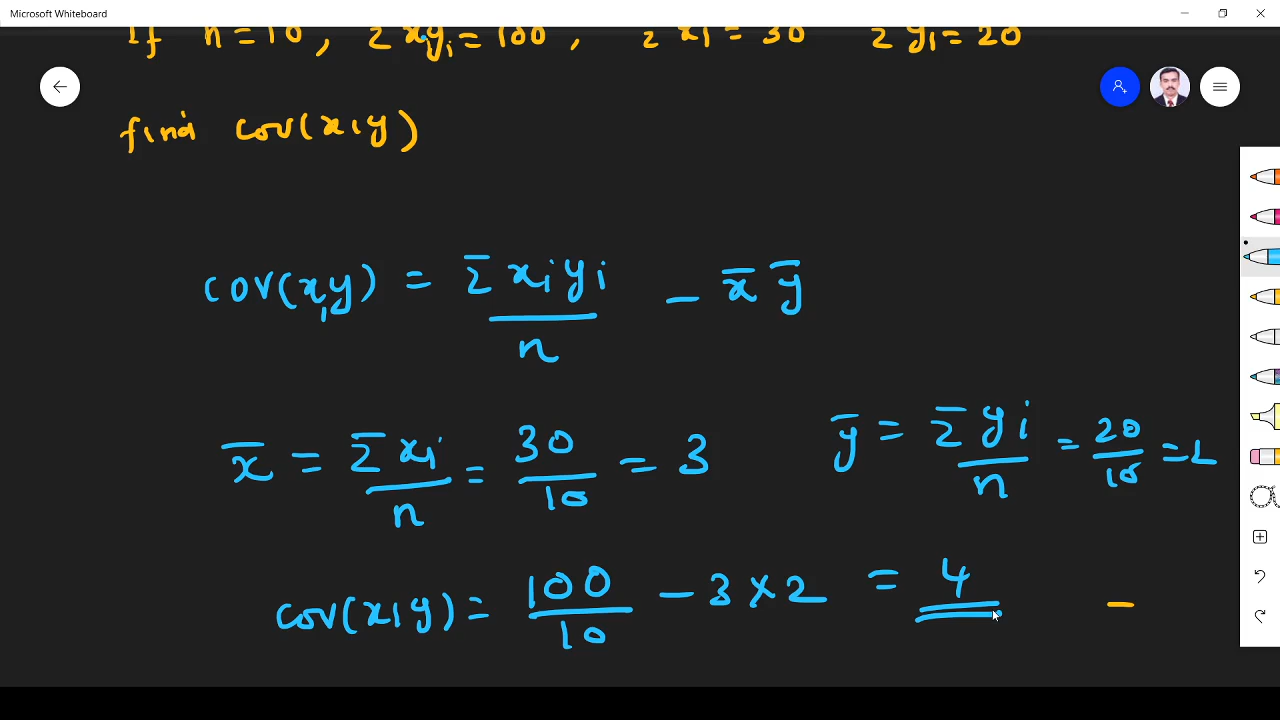 Microsoft Whiteboard
If n = 10 , Σ xᵢyᵢ = 100 , Σ xᵢ = 30 Σ yᵢ = 20
find cov(x,y)
cov(x,y) = Σ xᵢyᵢ / n − x̄ ȳ
x̄ = Σ xᵢ / n = 30 / 10 = 3 ȳ = Σ yᵢ / n = 20 / 10 = 2
cov(x,y) = 100 / 10 − 3 × 2 = 4